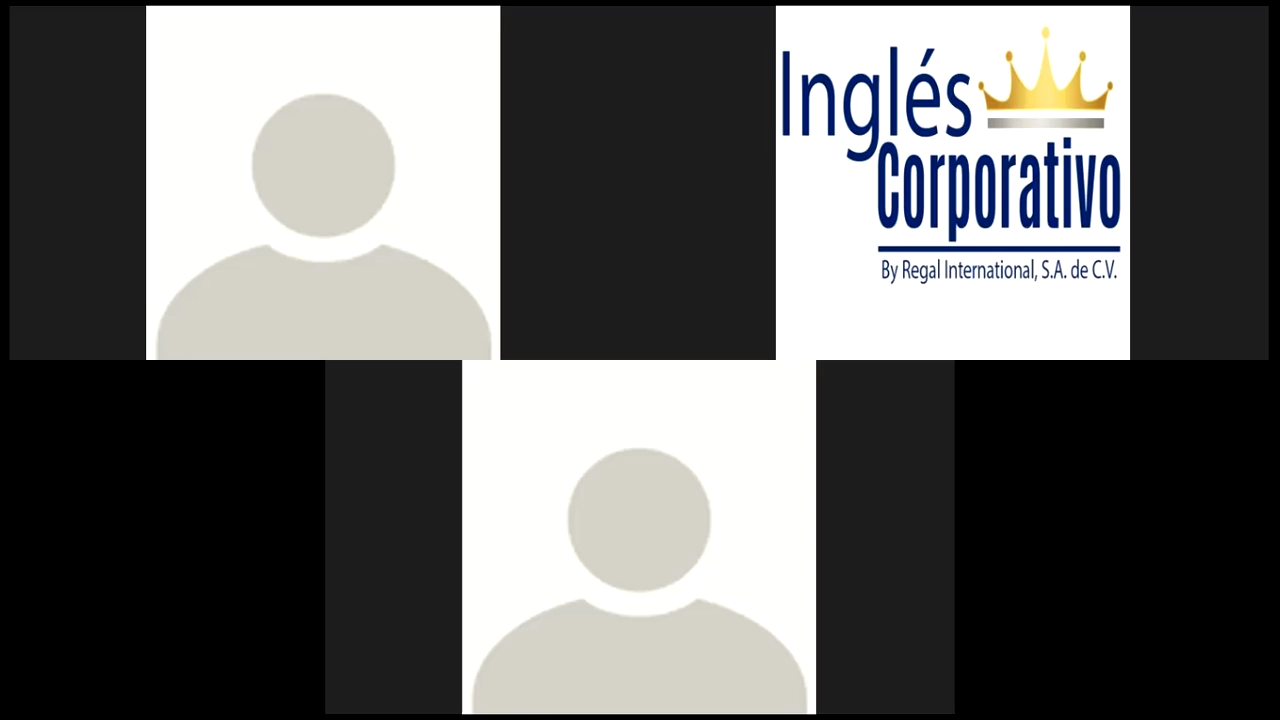 Inglés
Corporativo
By Regal International, S.A. de C.V.